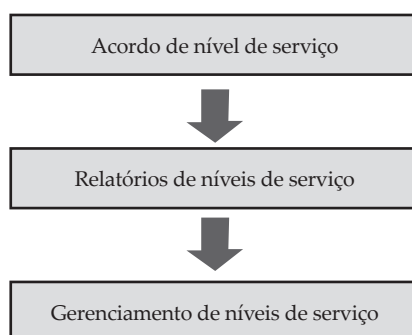 Acordo de nível de serviço
Relatórios de níveis de serviço
Gerenciamento de níveis de serviço